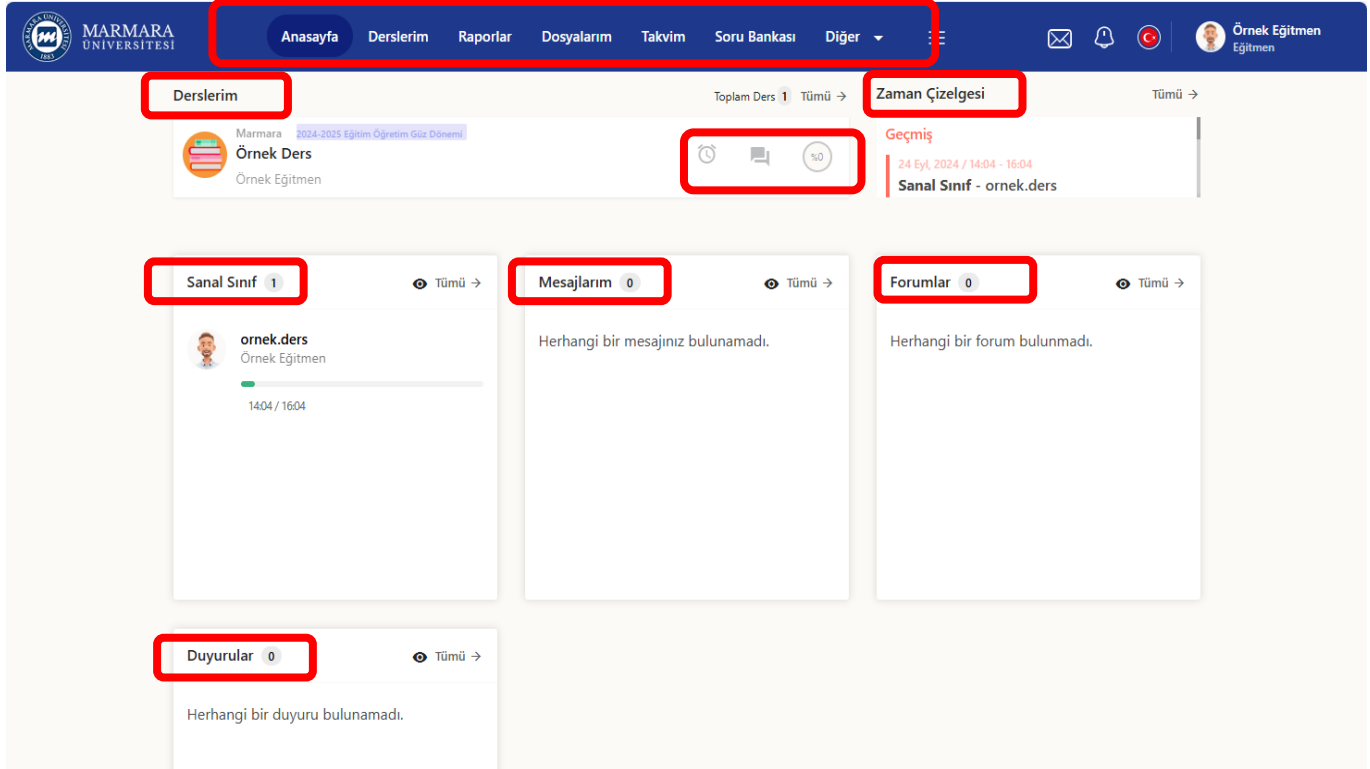 MARMARA
ÜNİVERSİTESİ
1883
Anasayfa Derslerim Raporlar Dosyalarım Takvim Soru Bankası Diğer
Örnek Eğitmen
Eğitmen
Derslerim
Toplam Ders 1 Tümü →
Zaman Çizelgesi
Tümü →
Marmara 2024-2025 Eğitim Öğretim Güz Dönemi
Örnek Ders
Örnek Eğitmen
%0
Geçmiş
24 Eyl, 2024 / 14:04 - 16:04
Sanal Sınıf - ornek.ders
Sanal Sınıf 1 Tümü →
ornek.ders
Örnek Eğitmen
14:04 / 16:04
Mesajlarım 0 Tümü →
Herhangi bir mesajınız bulunamadı.
Forumlar 0 Tümü →
Herhangi bir forum bulunmadı.
Duyurular 0 Tümü →
Herhangi bir duyuru bulunamadı.